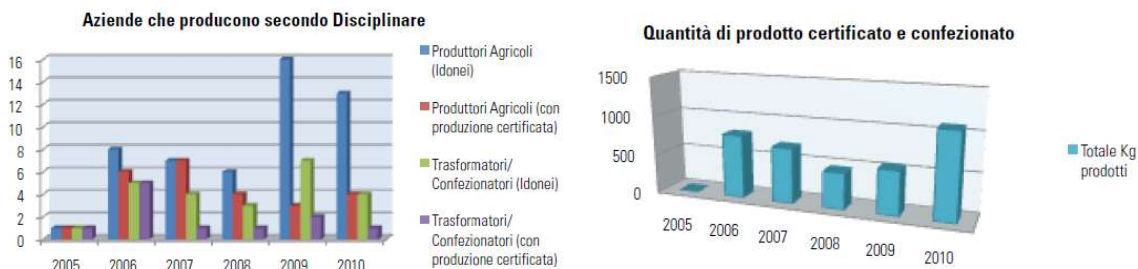 Aziende che producono secondo Disciplinare
16
14
12
10
8
6
4
2
0
2005 2006 2007 2008 2009 2010
Produttori Agricoli
(Idonei)
Produttori Agricoli (con
produzione certificata)
Trasformatori/
Confezionatori (Idonei)
Trasformatori/
Confezionatori (con
produzione certificata)
Quantità di prodotto certificato e confezionato
1500
1000
500
0
2005 2006 2007 2008 2009 2010
Totale Kg
prodotti